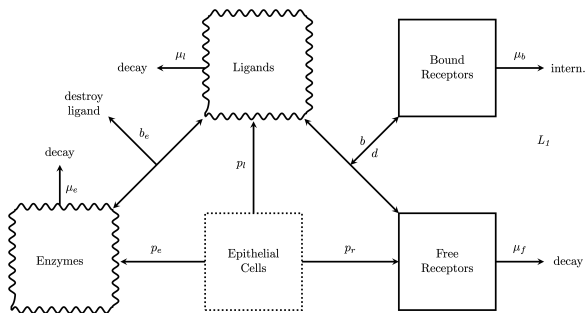 μ_l
decay
Ligands
Bound
Receptors
μ_b
intern.
destroy
ligand
b_e
b
d
L_1
decay
μ_e
p_l
Enzymes
p_e
Epithelial
Cells
p_r
Free
Receptors
μ_f
decay